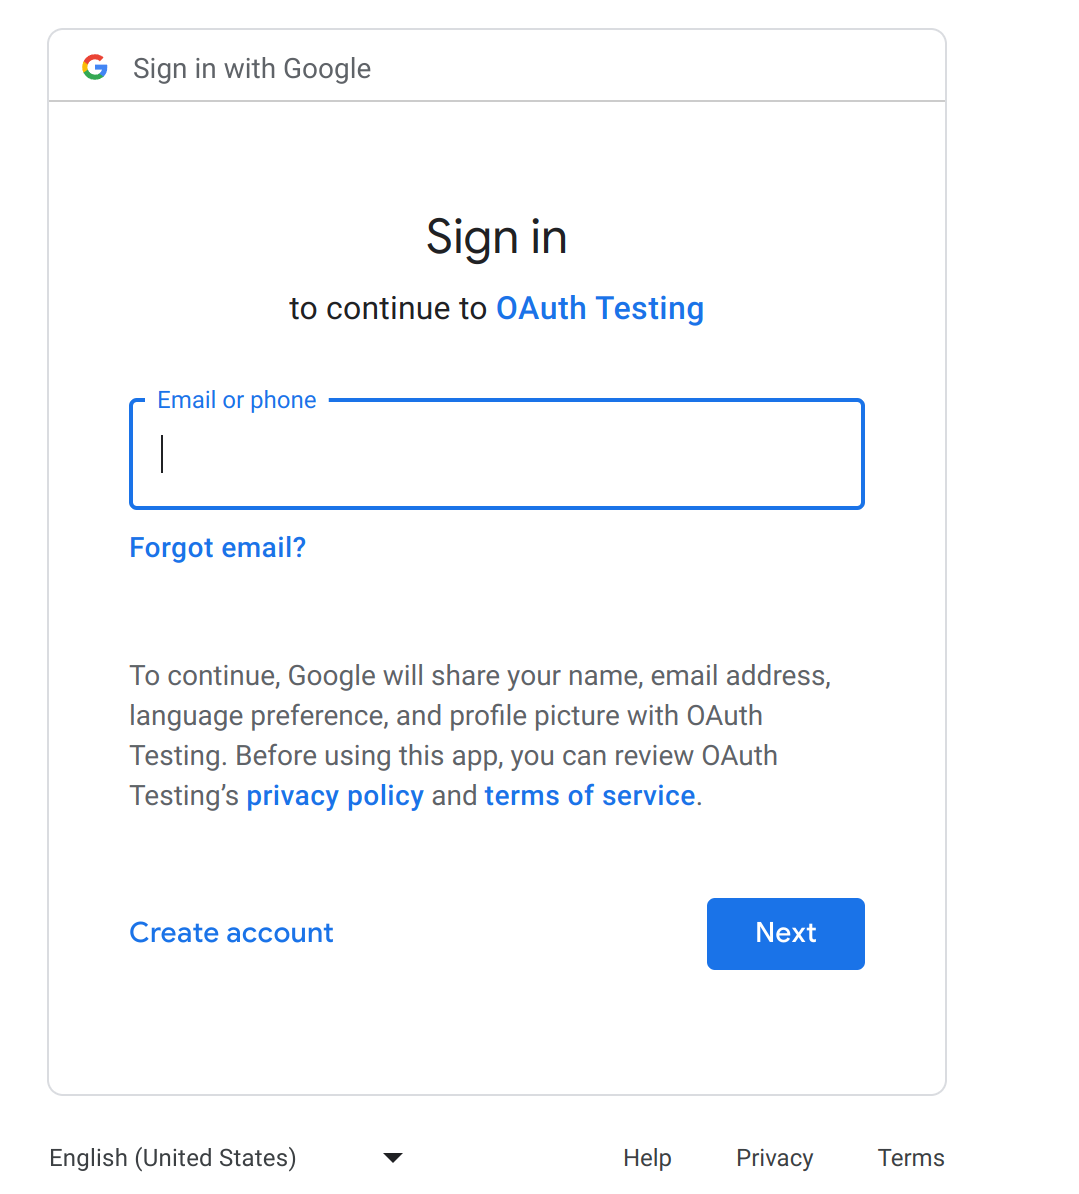 Sign in with Google
Sign in
to continue to OAuth Testing
Email or phone
Forgot email?
To continue, Google will share your name, email address,
language preference, and profile picture with OAuth
Testing. Before using this app, you can review OAuth
Testing’s privacy policy and terms of service.
Create account
Next
English (United States)
Help
Privacy
Terms